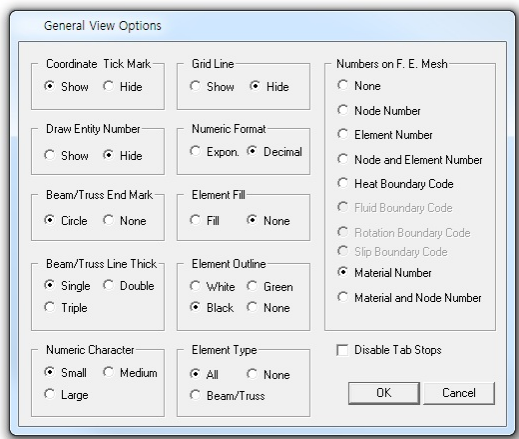 General View Options
Coordinate Tick Mark
Show Hide
Grid Line
Show Hide
Numbers on F. E. Mesh
None
Node Number
Element Number
Node and Element Number
Heat Boundary Code
Fluid Boundary Code
Rotation Boundary Code
Slip Boundary Code
Material Number
Material and Node Number
Draw Entity Number
Show Hide
Numeric Format
Expon. Decimal
Beam/Truss End Mark
Circle None
Element Fill
Fill None
Beam/Truss Line Thick
Single Double
Triple
Element Outline
White Green
Black None
Numeric Character
Small Medium
Large
Element Type
All None
Beam/Truss
Disable Tab Stops
OK Cancel